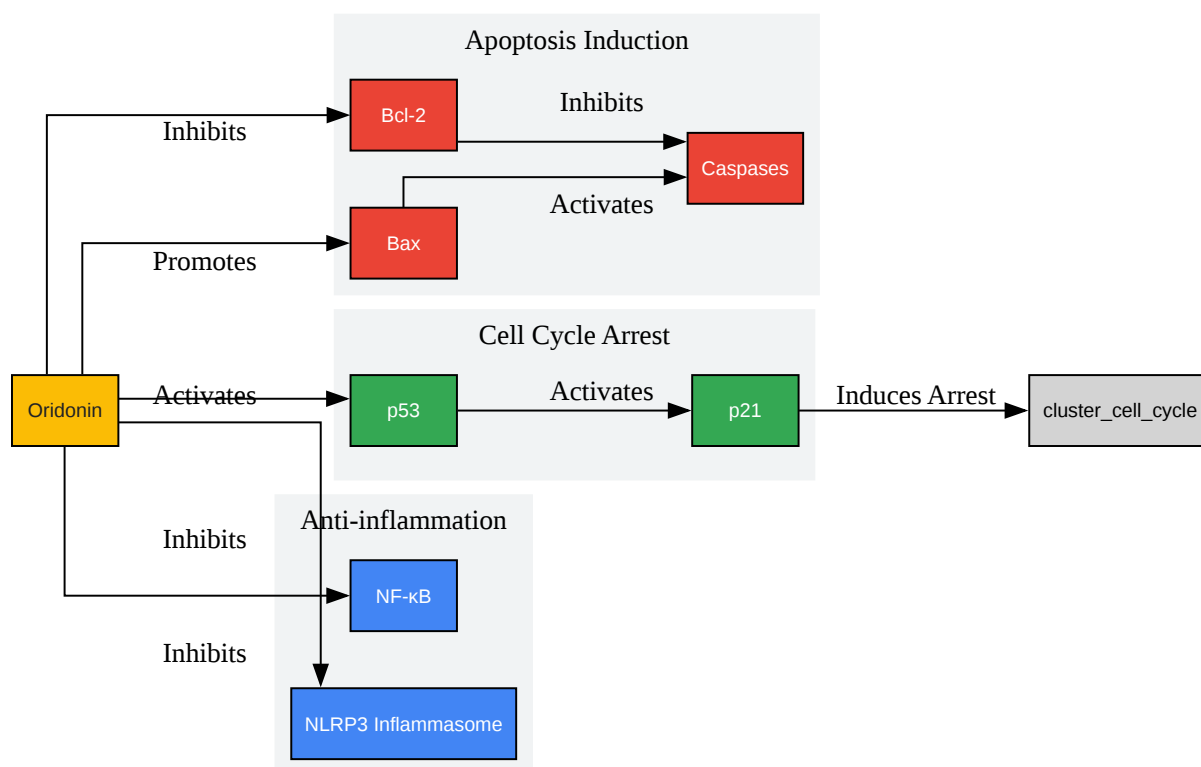 Apoptosis Induction
Bcl-2
Inhibits
Inhibits
Caspases
Activates
Bax
Promotes
Cell Cycle Arrest
Oridonin
Activates
p53
Activates
p21
Induces Arrest
cluster_cell_cycle
Anti-inflammation
Inhibits
NF-κB
Inhibits
NLRP3 Inflammasome